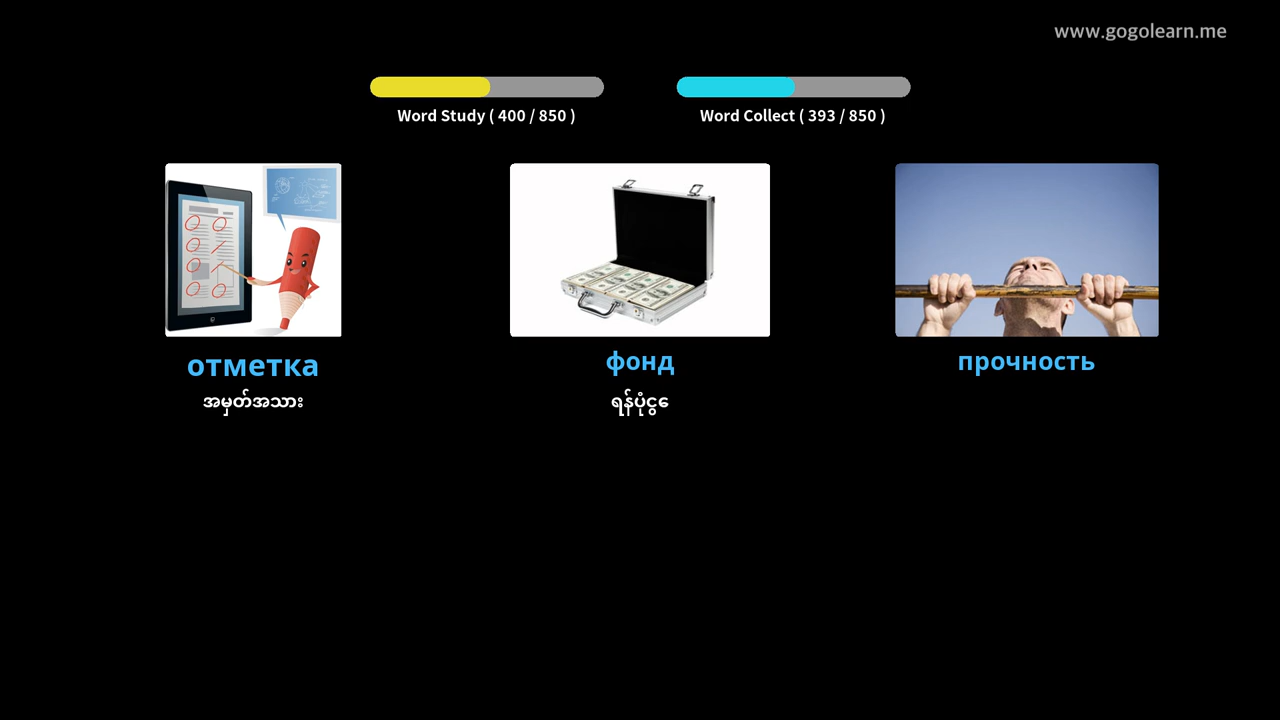 www.gogolearn.me
Word Study ( 400 / 850 )
Word Collect ( 393 / 850 )
отметка
фонд
прочность
အမှတ်အသား
ရန်ပုံငွေ